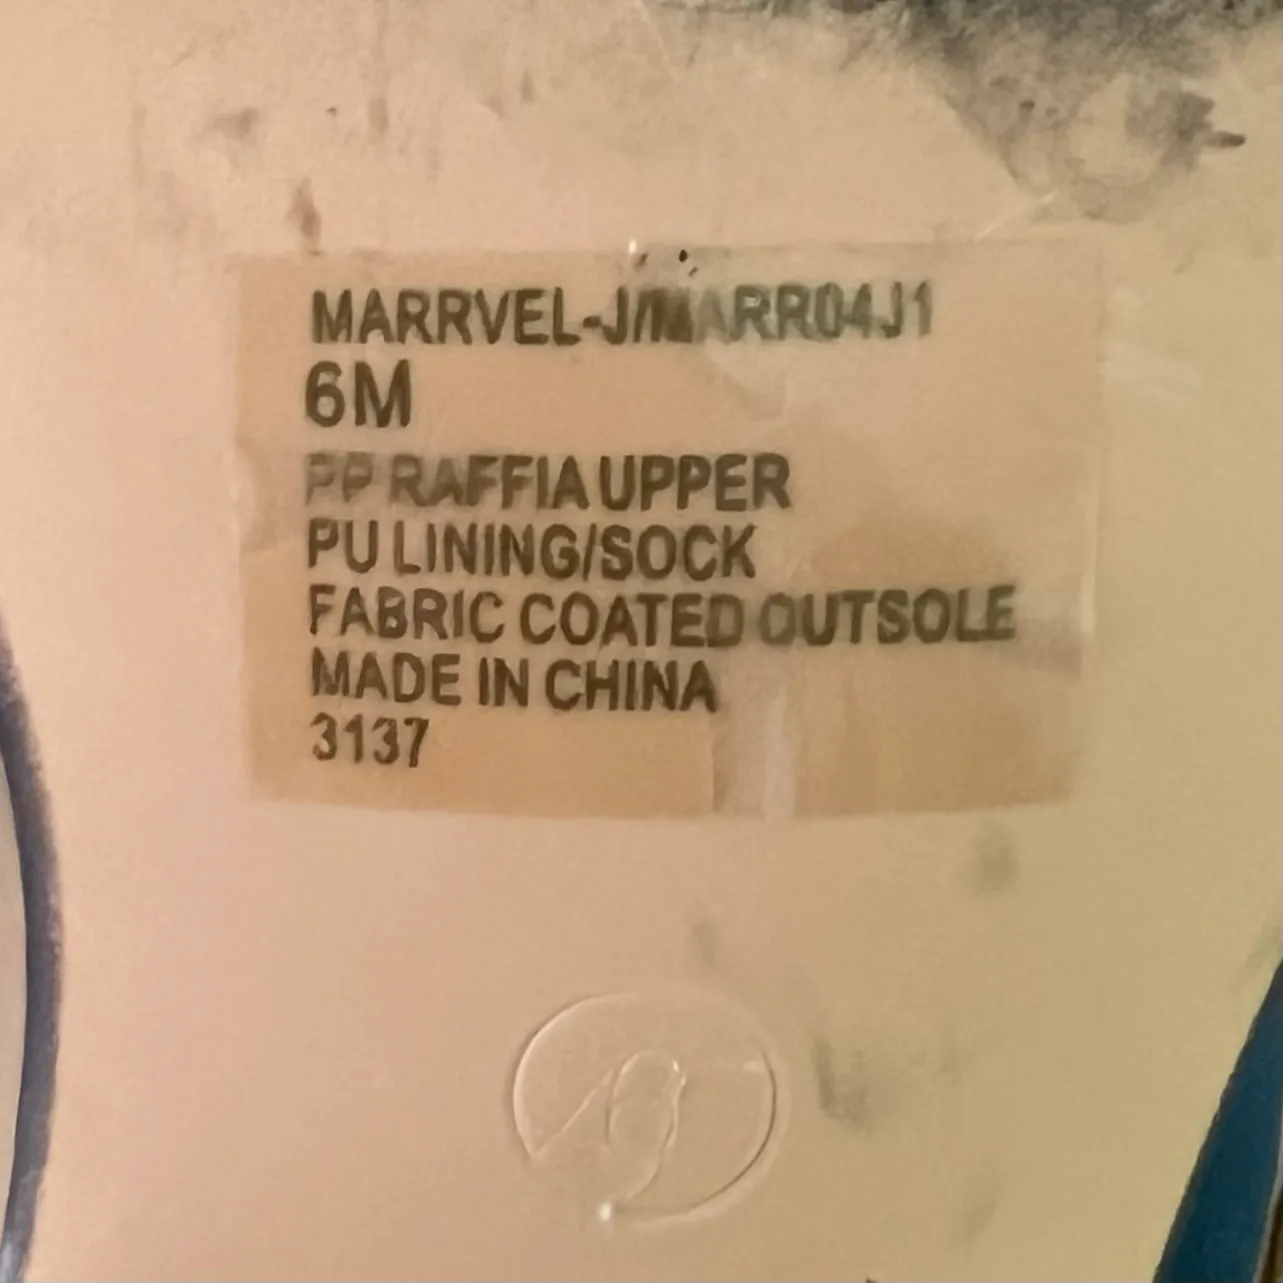 MARRVEL-J/MARR04J1
6M
PP RAFFIA UPPER
PU LINING/SOCK
FABRIC COATED OUTSOLE
MADE IN CHINA
3137